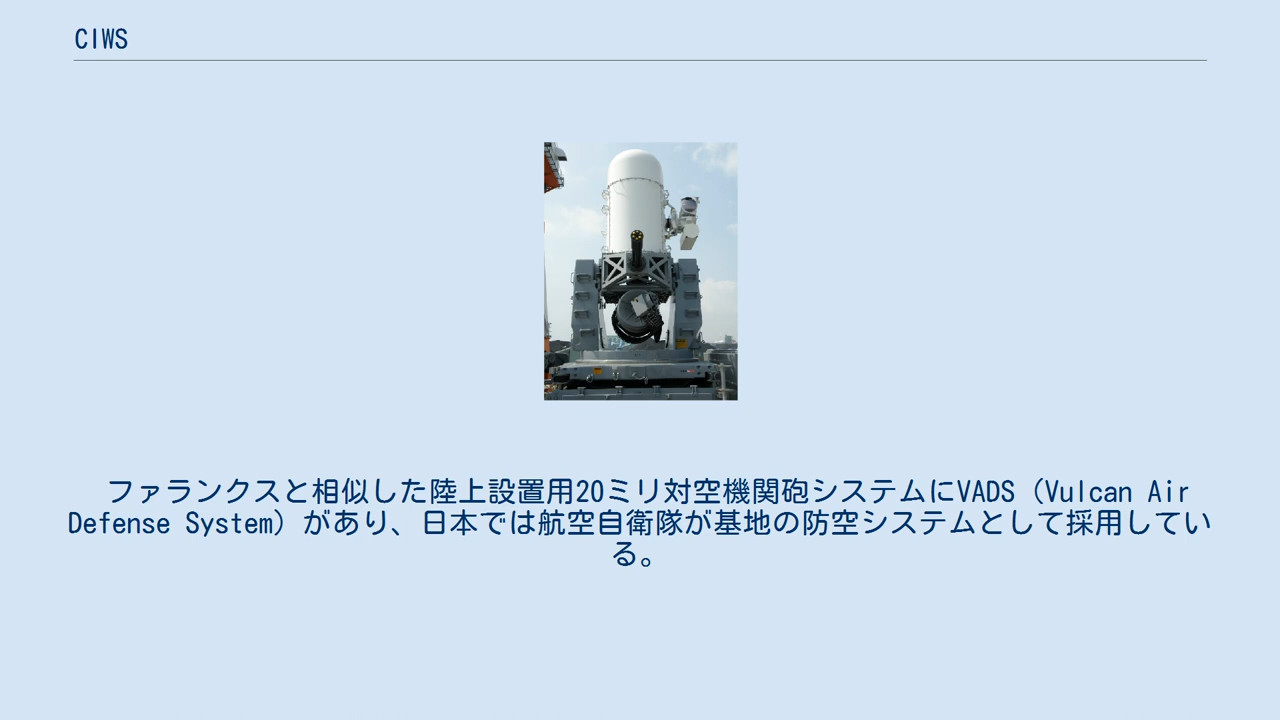 CIWS
ファランクスと相似した陸上設置用20ミリ対空機関砲システムにVADS（Vulcan Air
Defense System）があり、日本では航空自衛隊が基地の防空システムとして採用してい
る。